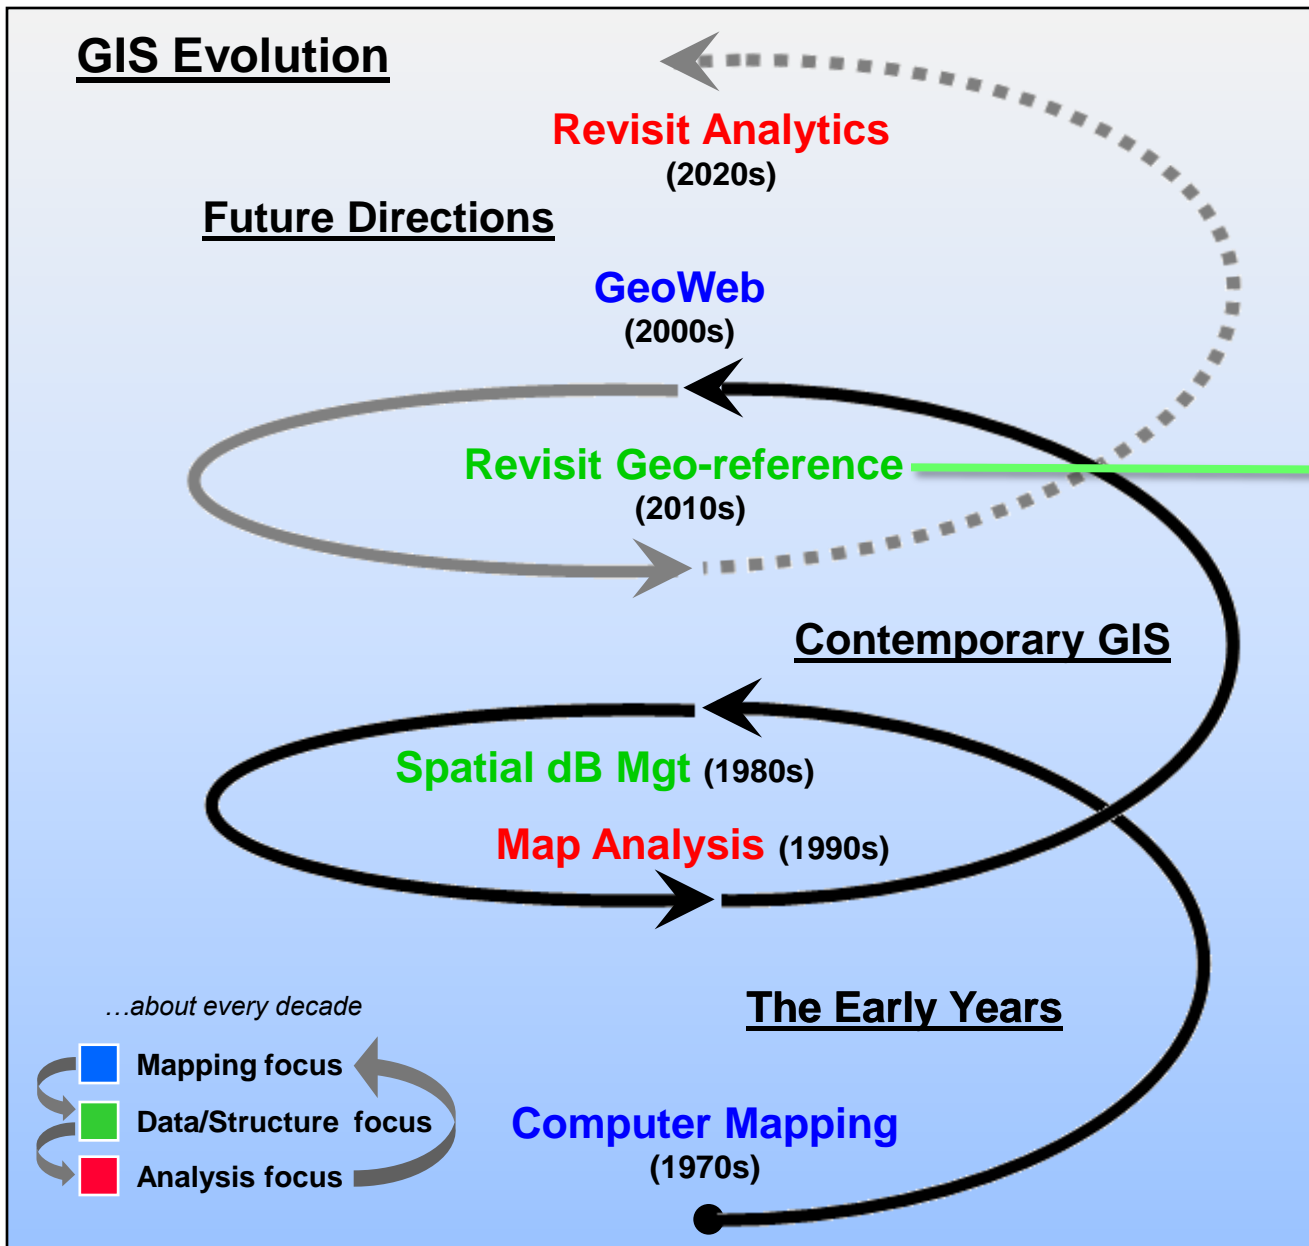 GIS Evolution
Revisit Analytics
(2020s)
Future Directions
GeoWeb
(2000s)
Revisit Geo-reference
(2010s)
Contemporary GIS
Spatial dB Mgt (1980s)
Map Analysis (1990s)
The Early Years
…about every decade
Mapping focus
Data/Structure focus
Analysis focus
Computer Mapping
(1970s)